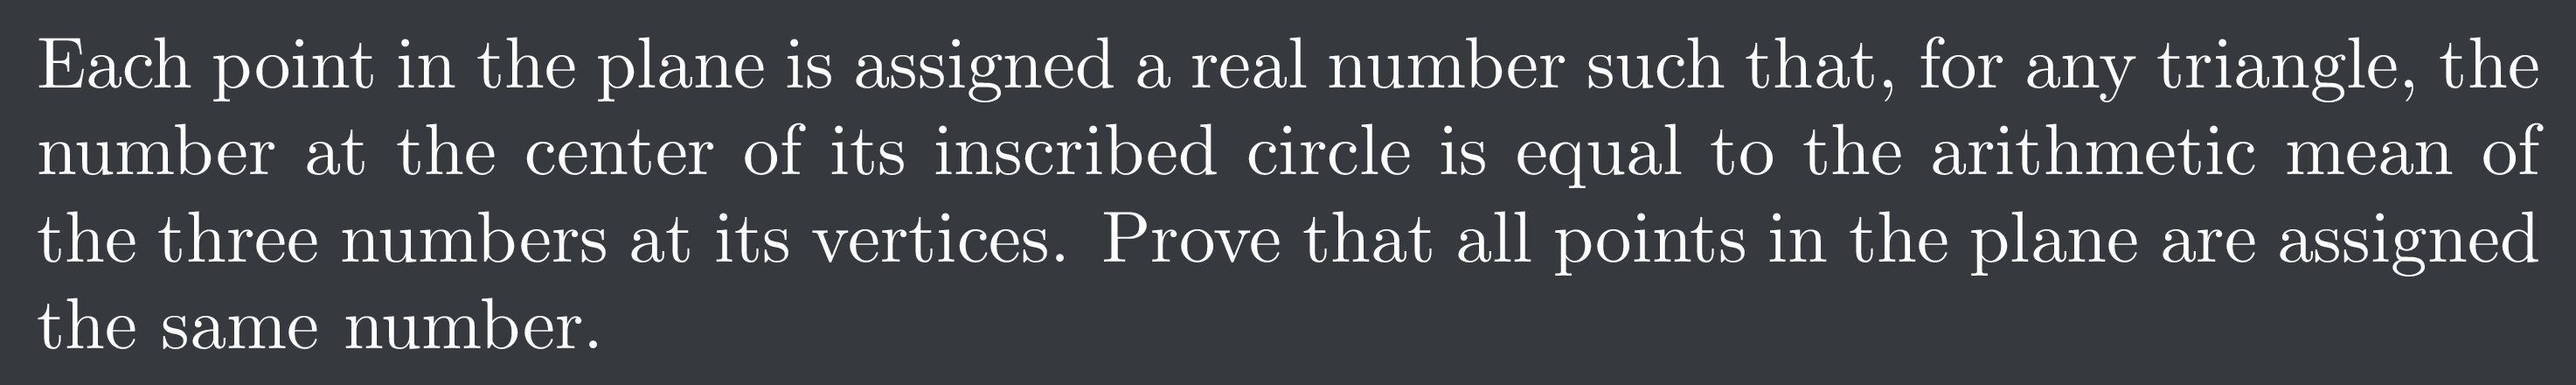 Each point in the plane is assigned a real number such that, for any triangle, the
number at the center of its inscribed circle is equal to the arithmetic mean of
the three numbers at its vertices. Prove that all points in the plane are assigned
the same number.